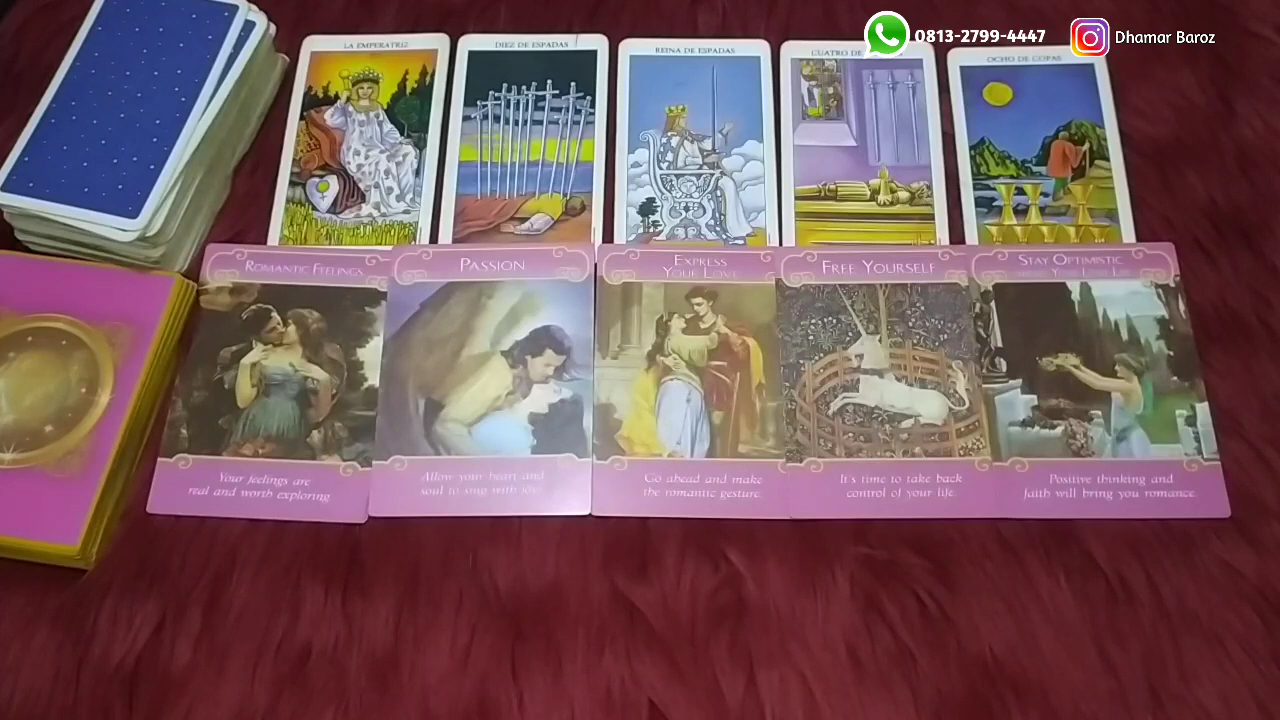 0813-2799-4447
Dhamar Baroz
LA EMPERATRIZ
DIEZ DE ESPADAS
REINA DE ESPADAS
CUATRO DE
OCHO DE COPAS
ROMANTIC FEELINGS
PASSION
EXPRESS
YOUR LOVE
FREE YOURSELF
STAY OPTIMISTIC
Your feelings are
real and worth exploring.
Allow your heart and
soul to sing with joy.
Go ahead and make
the romantic gesture.
It's time to take back
control of your life.
Positive thinking and
faith will bring you romance.